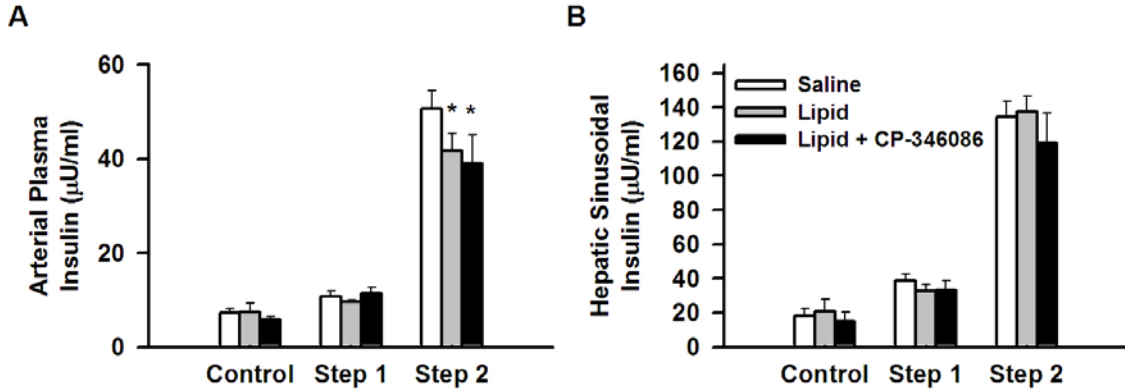 A
Arterial Plasma
Insulin (µU/ml)
60
40
20
0
* *
Control Step 1 Step 2
B
Hepatic Sinusoidal
Insulin (µU/ml)
160
140
120
100
80
60
40
20
0
Saline
Lipid
Lipid + CP-346086
Control Step 1 Step 2